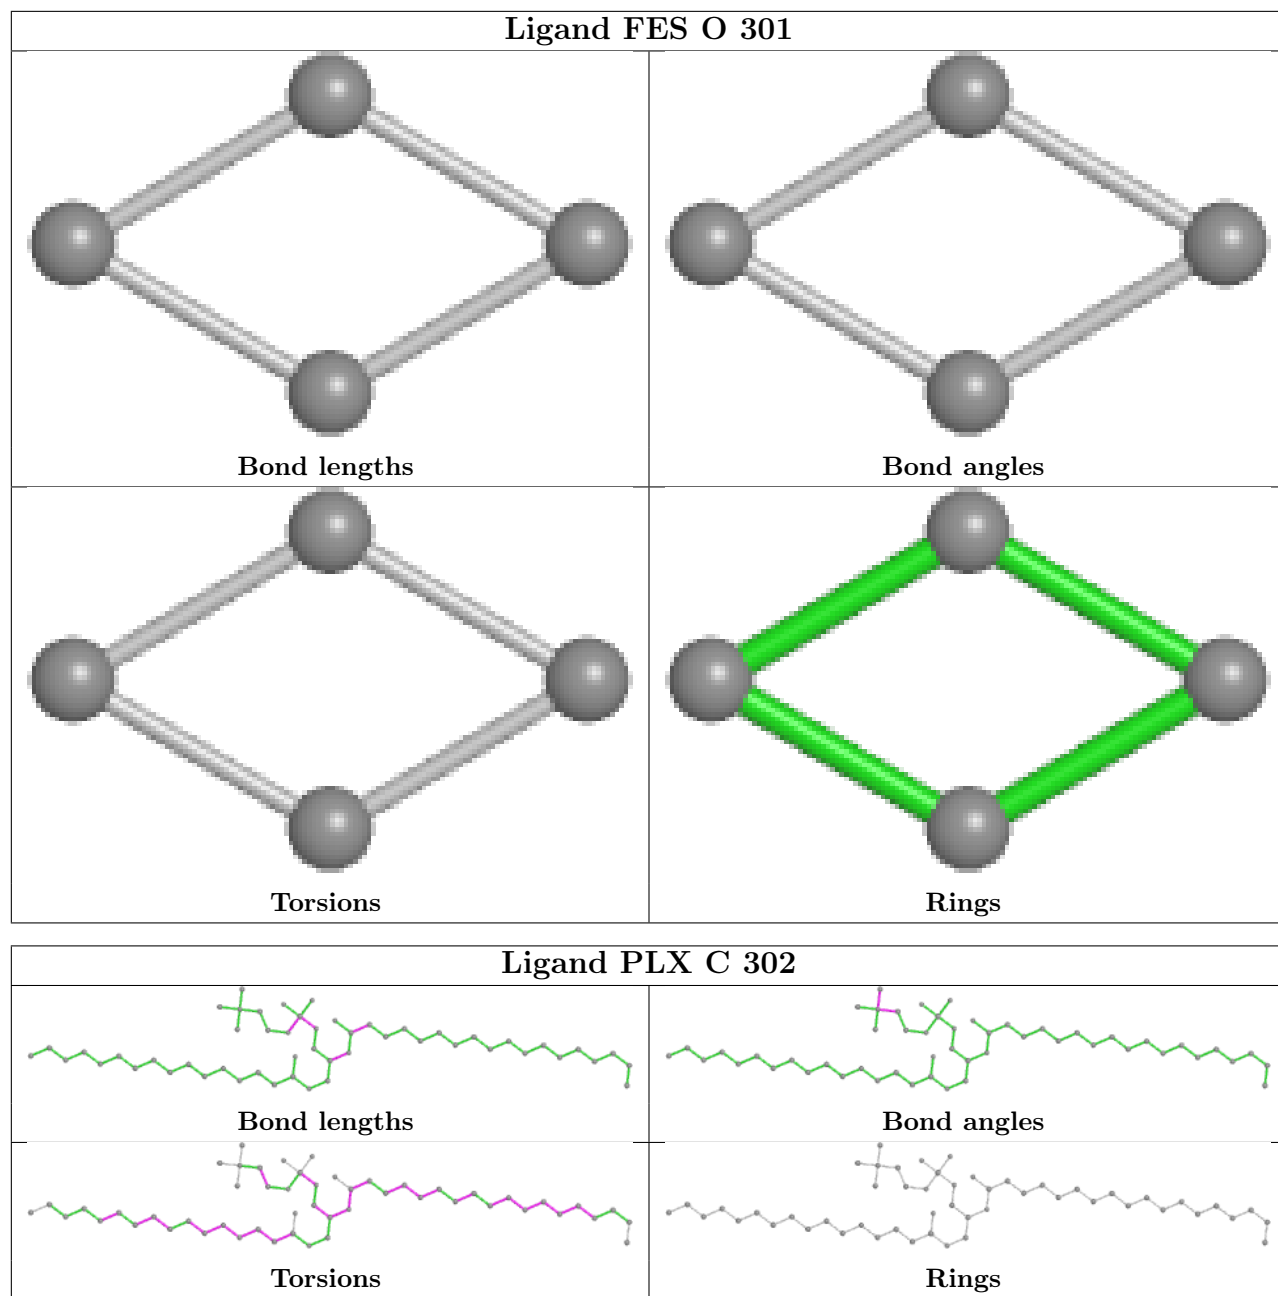 Ligand FES O 301
Bond lengths
Bond angles
Torsions
Rings
Ligand PLX C 302
Bond lengths
Bond angles
Torsions
Rings